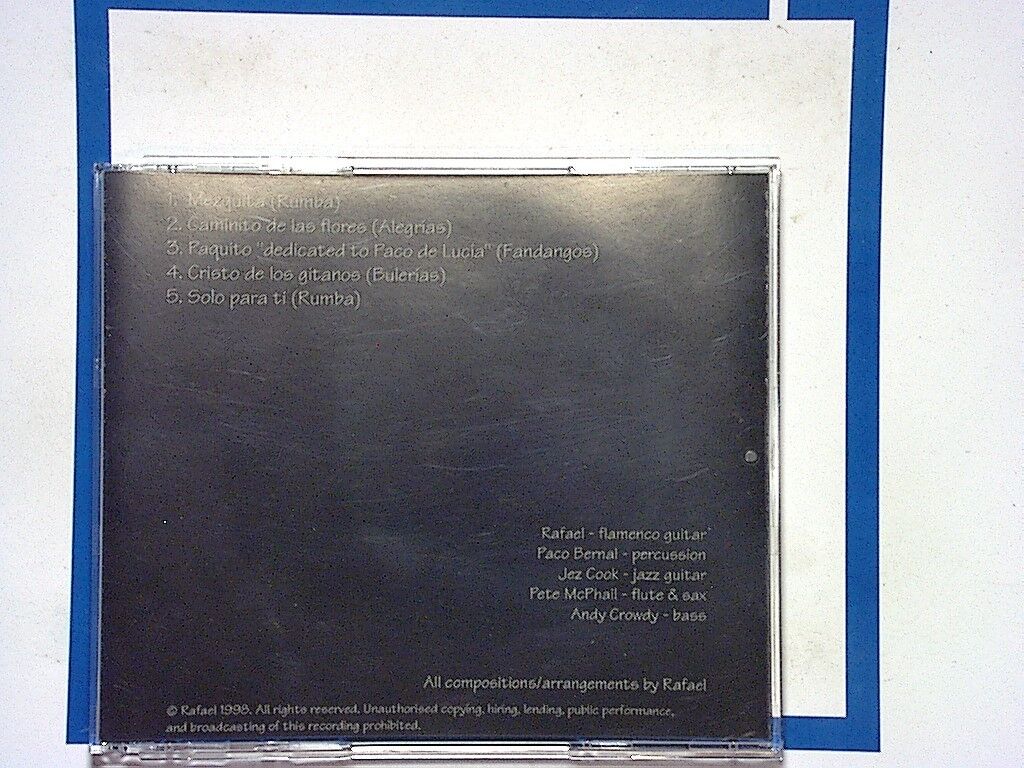 1. Mezquita (Rumba)
2. Caminito de las flores (Alegrías)
3. Paquito "dedicated to Paco de Lucia" (Fandangos)
4. Cristo de los gitanos (Bulerías)
5. Solo para ti (Rumba)
Rafael - flamenco guitar
Paco Bernal - percussion
Jez Cook - jazz guitar
Pete McPhail - flute & sax
Andy Crowdy - bass
All compositions/arrangements by Rafael
© Rafael 1998. All rights reserved. Unauthorised copying, hiring, lending, public performance,
and broadcasting of this recording prohibited.